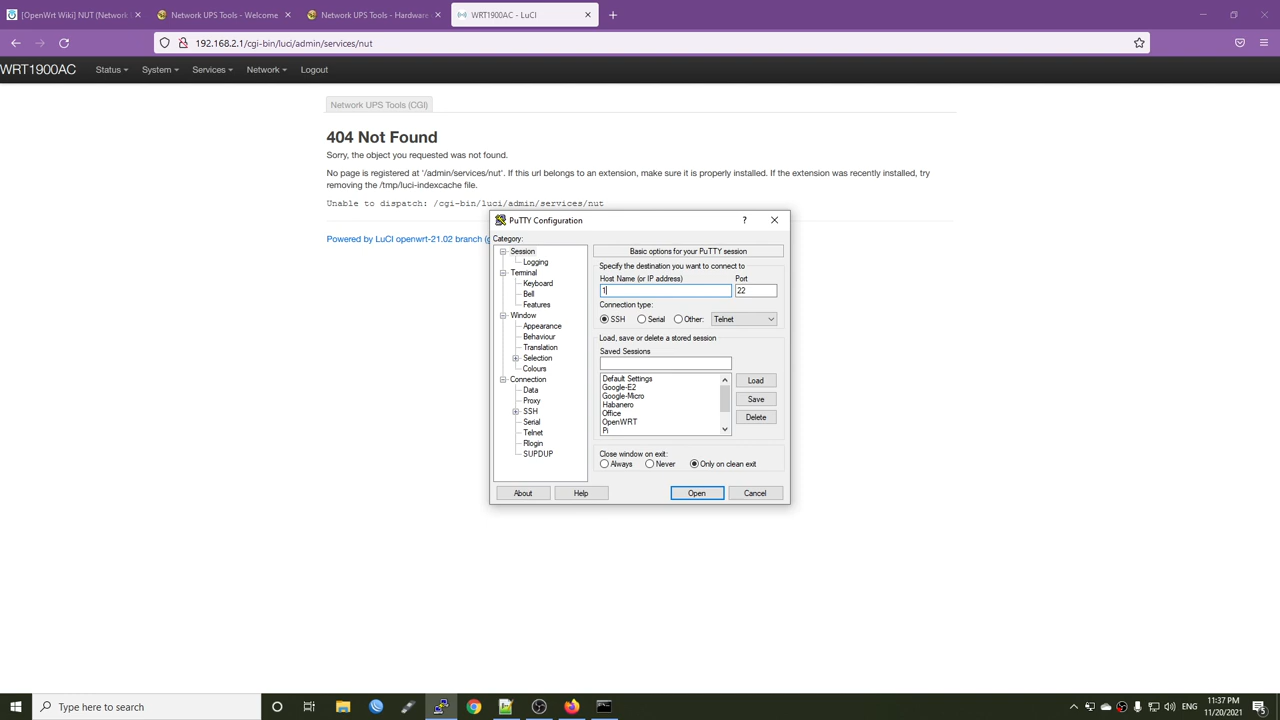 [OpenWrt Wiki] NUT (Network
Network UPS Tools - Welcome
Network UPS Tools - Hardware
WRT1900AC - LuCI
192.168.2.1/cgi-bin/luci/admin/services/nut
WRT1900AC
Status
System
Services
Network
Logout
Network UPS Tools (CGI)
404 Not Found
Sorry, the object you requested was not found.
No page is registered at '/admin/services/nut'. If this url belongs to an extension, make sure it is properly installed. If the extension was recently installed, try
removing the /tmp/luci-indexcache file.
Unable to dispatch: /cgi-bin/luci/admin/services/nut
Powered by LuCI openwrt-21.02 branch (g
PuTTY Configuration
?
Category:
Session
Logging
Terminal
Keyboard
Bell
Features
Window
Appearance
Behaviour
Translation
Selection
Colours
Connection
Data
Proxy
SSH
Serial
Telnet
Rlogin
SUPDUP
Basic options for your PuTTY session
Specify the destination you want to connect to
Host Name (or IP address)
Port
1
22
Connection type:
SSH
Serial
Other:
Telnet
Load, save or delete a stored session
Saved Sessions
Default Settings
Google-E2
Google-Micro
Habanero
Office
OpenWRT
Pi
Load
Save
Delete
Close window on exit:
Always
Never
Only on clean exit
About
Help
Open
Cancel
Type here to search
ENG
11:37 PM
11/20/2021